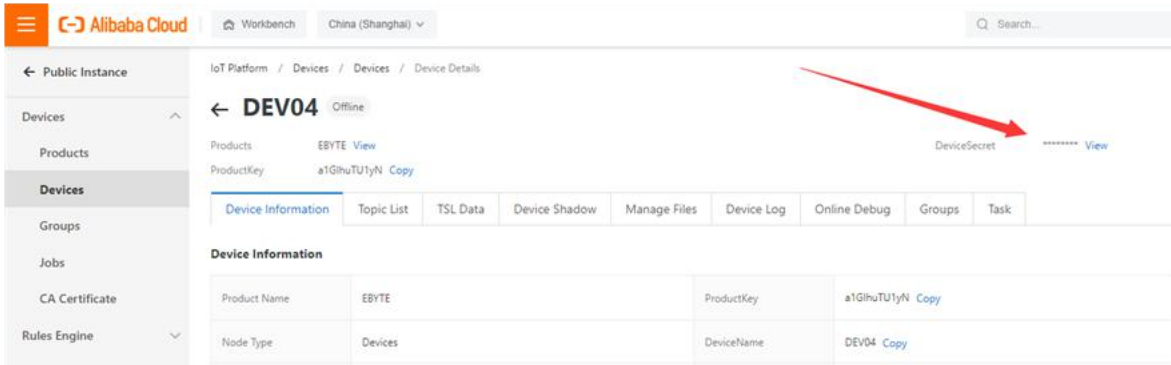 Alibaba Cloud Workbench China (Shanghai) Search...
← Public Instance
IoT Platform / Devices / Devices / Device Details
← DEV04 Offline
Devices
Products EBYTE View DeviceSecret ******** View
ProductKey a1GlhuTU1yN Copy
Products
Devices
Groups
Jobs
CA Certificate
Rules Engine
Device Information Topic List TSL Data Device Shadow Manage Files Device Log Online Debug Groups Task
Device Information
Product Name EBYTE ProductKey a1GlhuTU1yN Copy
Node Type Devices DeviceName DEV04 Copy